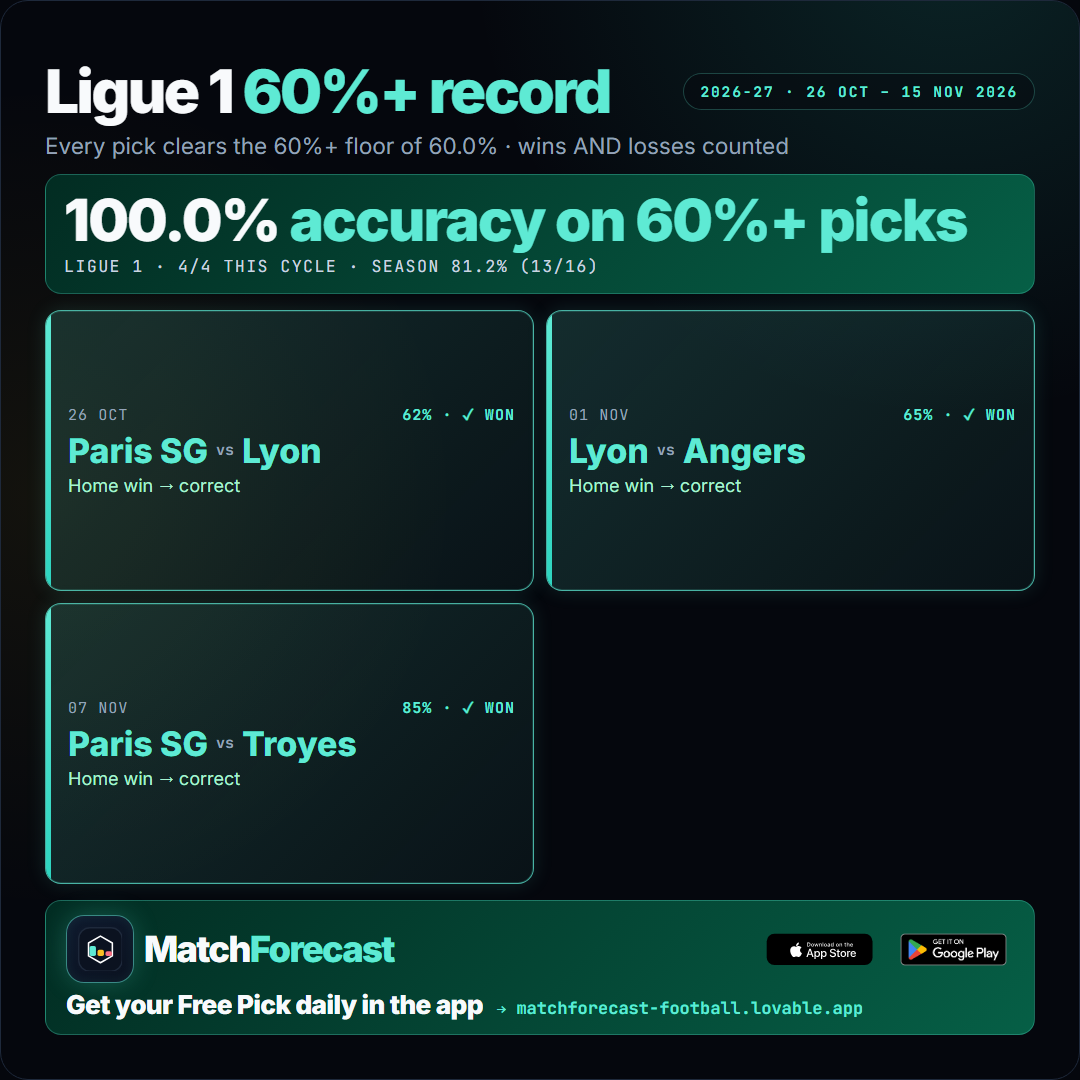 Ligue 1 60%+ record
2026-27 · 26 OCT – 15 NOV 2026
Every pick clears the 60%+ floor of 60.0% · wins AND losses counted
100.0% accuracy on 60%+ picks
LIGUE 1 · 4/4 THIS CYCLE · SEASON 81.2% (13/16)
26 OCT
62% · ✓ WON
Paris SG vs Lyon
Home win → correct
01 NOV
65% · ✓ WON
Lyon vs Angers
Home win → correct
07 NOV
85% · ✓ WON
Paris SG vs Troyes
Home win → correct
MatchForecast
Download on the
App Store
GET IT ON
Google Play
Get your Free Pick daily in the app → matchforecast-football.lovable.app